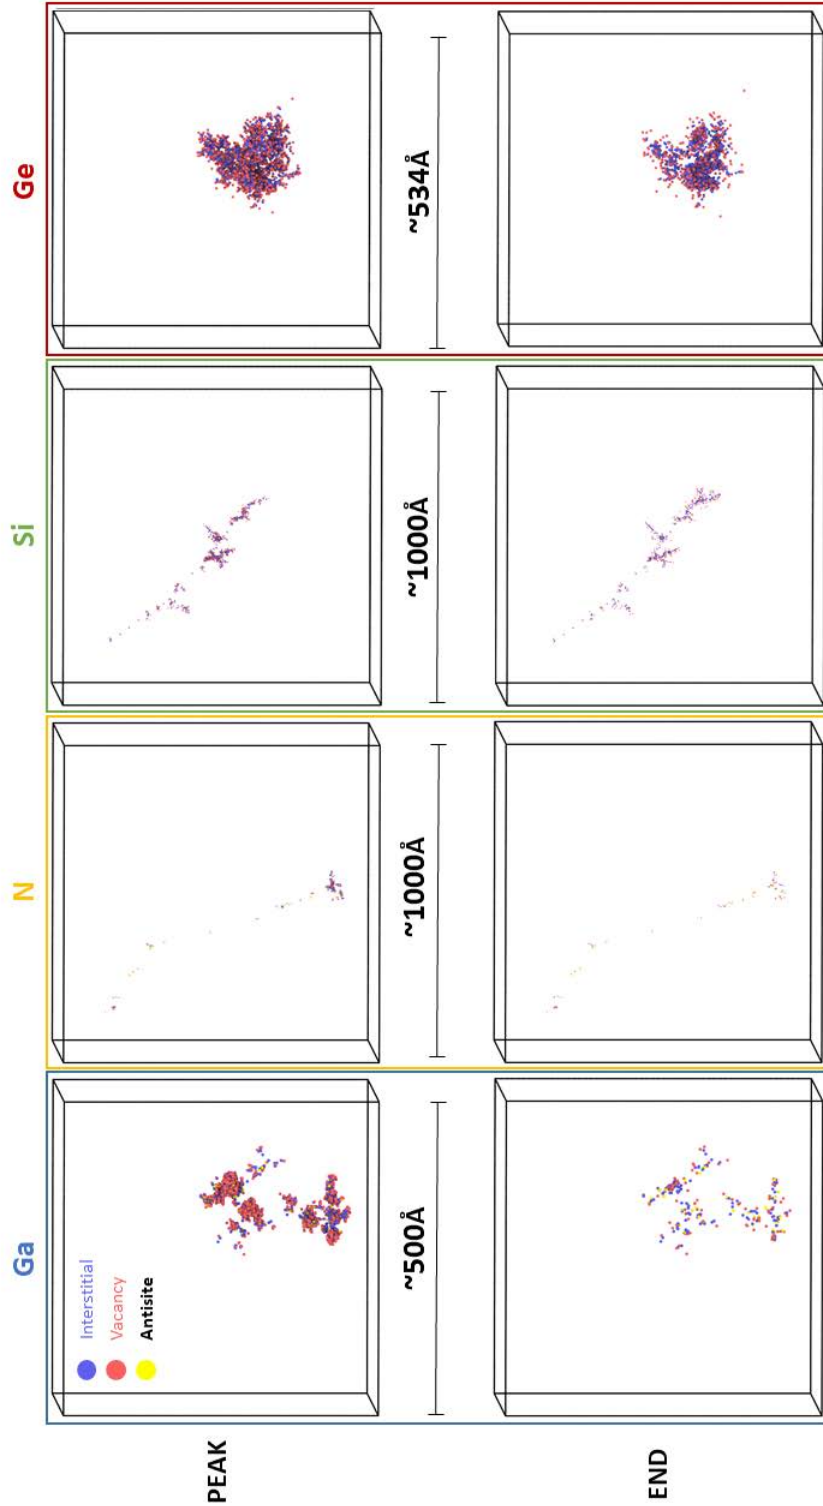 Ga
N
Si
Ge
PEAK
Interstitial
Vacancy
Antisite
~500Å
~1000Å
~1000Å
~534Å
END